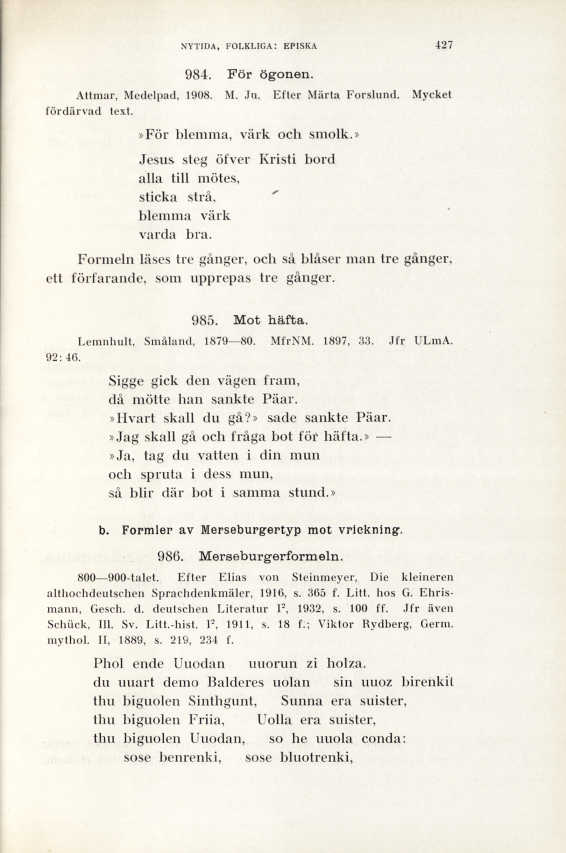 NYTIDA, FOLKLIGA: EPISKA 427
984. För ögonen.
Attmar, Medelpad, 1908. M. Ju. Efter Märta Forslund. Mycket
fördärvad text.
»För blemma, värk och smolk.»
Jesus steg öfver Kristi bord
alla till mötes,
sticka strå,
blemma värk
varda bra.
Formeln läses tre gånger, och så blåser man tre gånger,
ett förfarande, som upprepas tre gånger.
985. Mot häfta.
Lemnhult, Småland, 1879—80. MfrNM. 1897, 33. Jfr ULmA.
92: 46.
Sigge gick den vägen fram,
då mötte han sankte Päar.
»Hvart skall du gå?» sade sankte Päar.
»Jag skall gå och fråga bot för häfta.» —
»Ja, tag du vatten i din mun
och spruta i dess mun,
så blir där bot i samma stund.»
b. Formler av Merseburgertyp mot vrickning.
986. Merseburgerformeln.
800—900-talet. Efter Elias von Steinmeyer, Die kleineren
althochdeutschen Sprachdenkmäler, 1916, s. 365 f. Litt. hos G. Ehris-
mann, Gesch. d. deutschen Literatur I², 1932, s. 100 ff. Jfr även
Schück, Ill. Sv. Litt.-hist. I², 1911, s. 18 f.; Viktor Rydberg, Germ.
mythol. II, 1889, s. 219, 234 f.
Phol ende Uuodan uuorun zi holza.
du uuart demo Balderes uolan sin uuoz birenkit
thu biguolen Sinthgunt, Sunna era suister,
thu biguolen Friia, Uolla era suister,
thu biguolen Uuodan, so he uuola conda:
sose benrenki, sose bluotrenki,